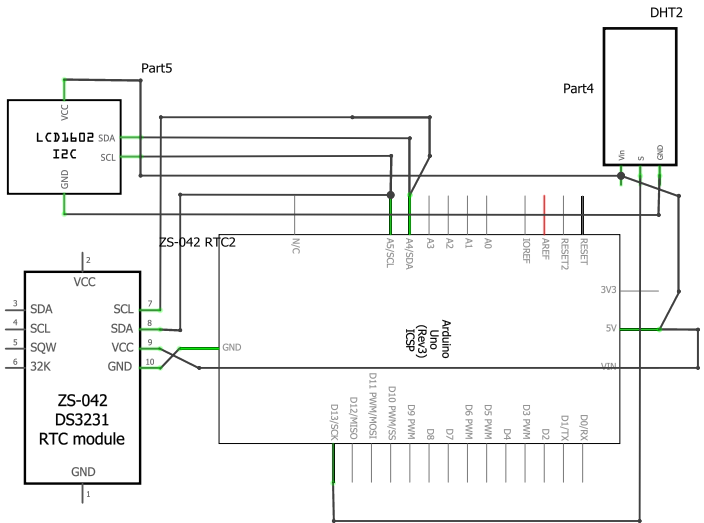 DHT2
Part5
Part4
VCC
LCD1602
I2C
SDA
SCL
GND
Vin
S
GND
ZS-042 RTC2
N/C
A5/SCL
A4/SDA
A3
A2
A1
A0
IOREF
AREF
RESET2
RESET
2
VCC
3
SDA
4
SCL
5
SQW
6
32K
SCL
7
SDA
8
VCC
9
GND
10
ZS-042
DS3231
RTC module
GND
1
GND
Arduino
Uno
(Rev3)
ICSP
3V3
5V
VIN
D13/SCK
D12/MISO
D11 PWM/MOSI
D10 PWM/SS
D9 PWM
D8
D7
D6 PWM
D5 PWM
D4
D3 PWM
D2
D1/TX
D0/RX